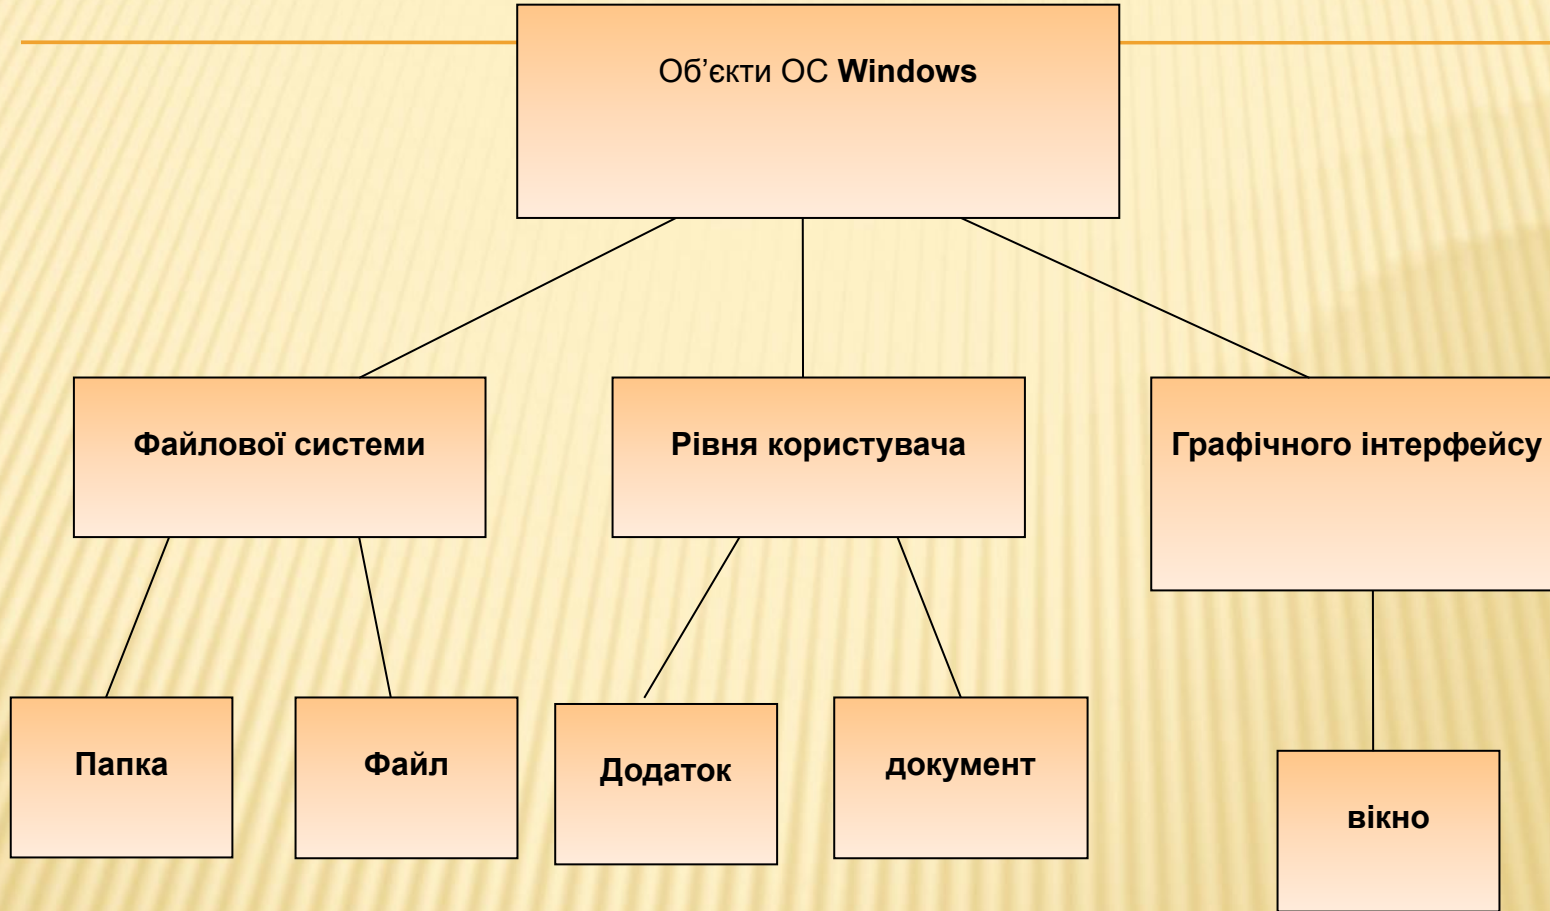 Об’єкти ОС Windows
Файлової системи
Рівня користувача
Графічного інтерфейсу
Папка
Файл
Додаток
документ
вікно